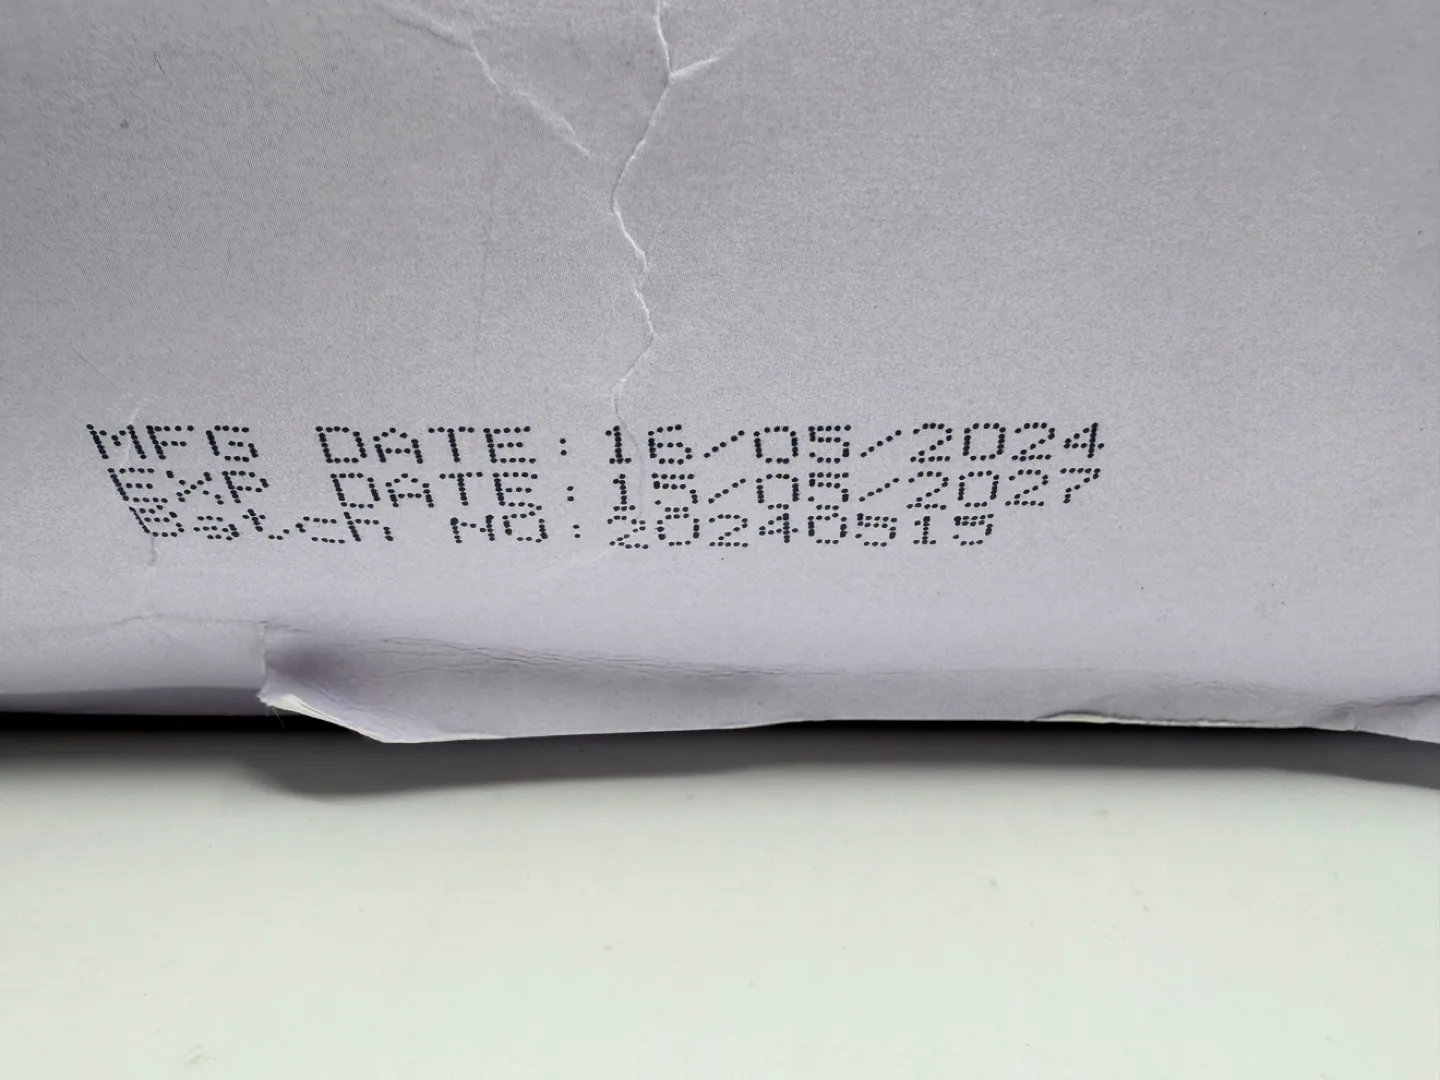 MFG DATE: 16/05/2024
EXP DATE: 15/05/2027
Batch NO: 20240515